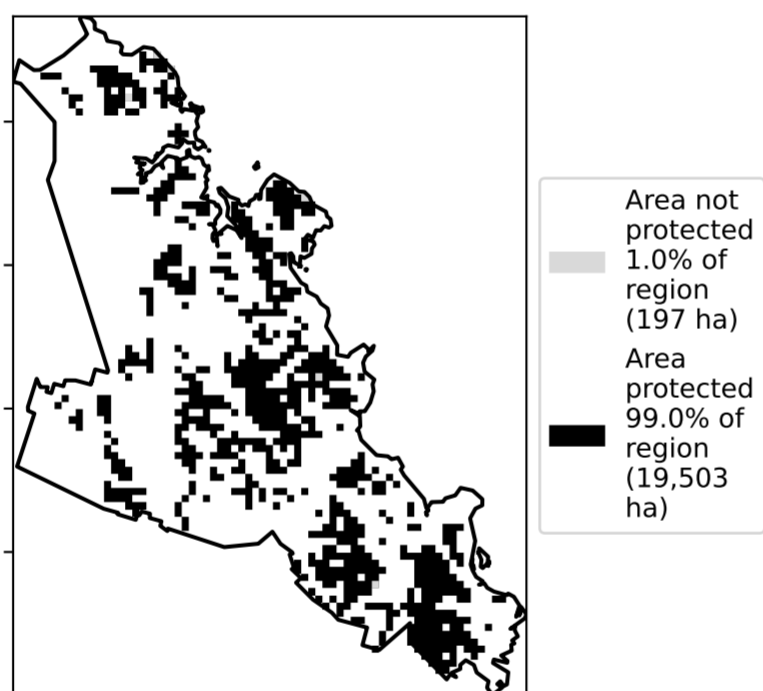 Area not
protected
1.0% of
region
(197 ha)
Area
protected
99.0% of
region
(19,503
ha)